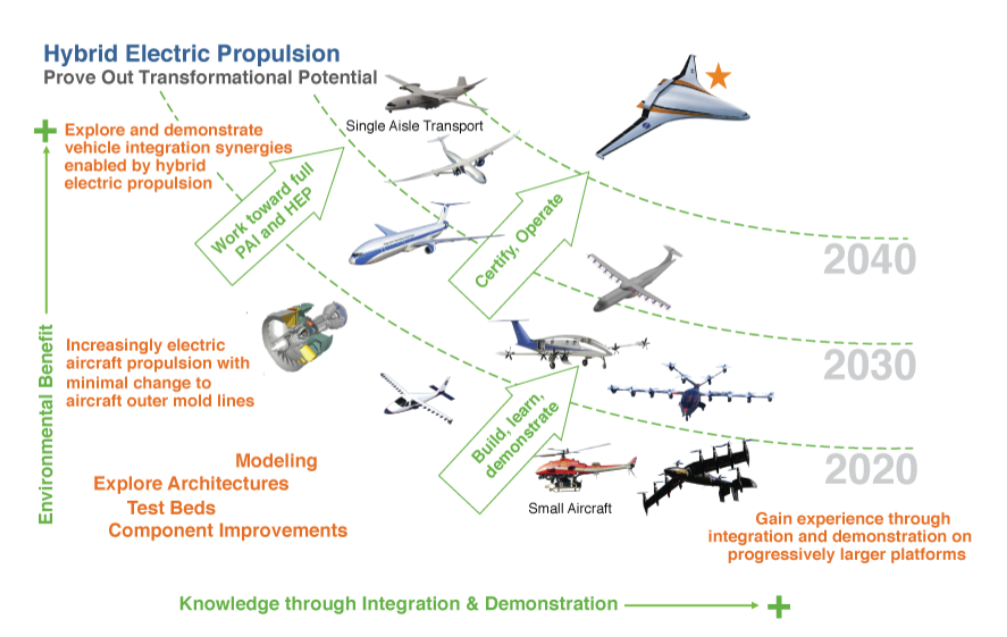 Hybrid Electric Propulsion
Prove Out Transformational Potential
Single Aisle Transport
Explore and demonstrate
vehicle integration synergies
enabled by hybrid
electric propulsion
Work toward full
PAI and HEP
Certify, Operate
2040
Increasingly electric
aircraft propulsion with
minimal change to
aircraft outer mold lines
2030
Build, learn,
demonstrate
Modeling
Explore Architectures
Test Beds
Component Improvements
2020
Small Aircraft
Gain experience through
integration and demonstration on
progressively larger platforms
Environmental Benefit
Knowledge through Integration & Demonstration